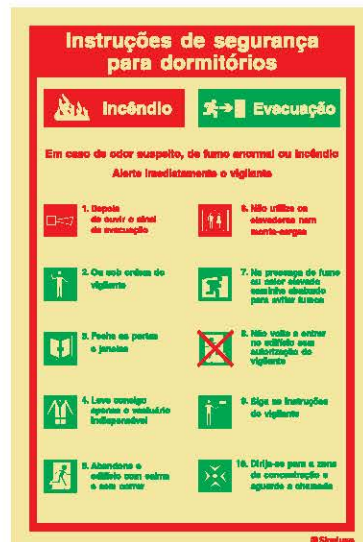 Instruções de segurança
para dormitórios
Incêndio
Evacuação
Em caso de odor suspeito, de fumo anormal ou incêndio
Alerte imediatamente o vigilante
1. Depois
de ouvir o sinal
de evacuação
2. Ou sob ordem do
vigilante
3. Feche as portas
e janelas
4. Leve consigo
apenas o vestuário
indispensável
5. Abandone o
edifício com calma
e sem correr
6. Não utilize os
elevadores nem
monta-cargas
7. Na presença de fumo
ou calor elevado
caminhe abaixado
para evitar fumos
8. Não volte a entrar
no edifício sem
autorização do
vigilante
9. Siga as instruções
do vigilante
10. Dirija-se para a zona
de concentração e
aguarde a chamada